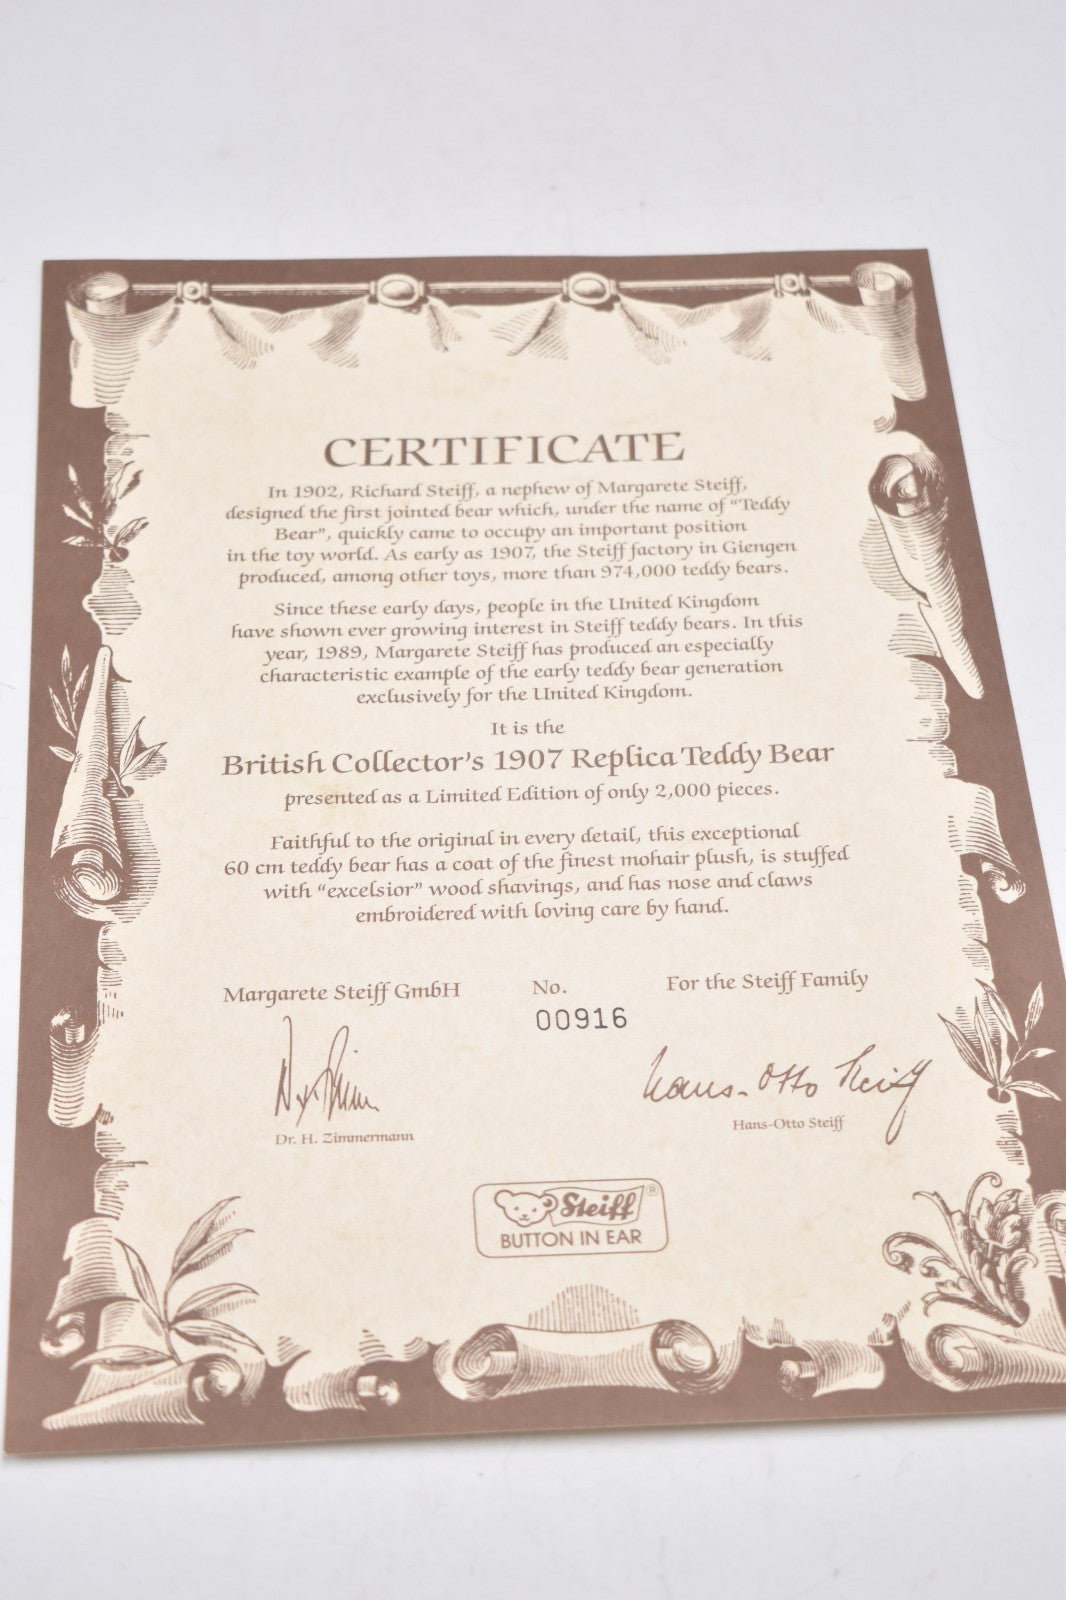 CERTIFICATE
In 1902, Richard Steiff, a nephew of Margarete Steiff,
designed the first jointed bear which, under the name of "Teddy
Bear", quickly came to occupy an important position
in the toy world. As early as 1907, the Steiff factory in Giengen
produced, among other toys, more than 974,000 teddy bears.
Since these early days, people in the United Kingdom
have shown ever growing interest in Steiff teddy bears. In this
year, 1989, Margarete Steiff has produced an especially
characteristic example of the early teddy bear generation
exclusively for the United Kingdom.
It is the
British Collector's 1907 Replica Teddy Bear
presented as a Limited Edition of only 2,000 pieces.
Faithful to the original in every detail, this exceptional
60 cm teddy bear has a coat of the finest mohair plush, is stuffed
with "excelsior" wood shavings, and has nose and claws
embroidered with loving care by hand.
Margarete Steiff GmbH No. For the Steiff Family
00916
Hans-Otto Steiff
Dr. H. Zimmermann Hans-Otto Steiff
Steiff ®
BUTTON IN EAR